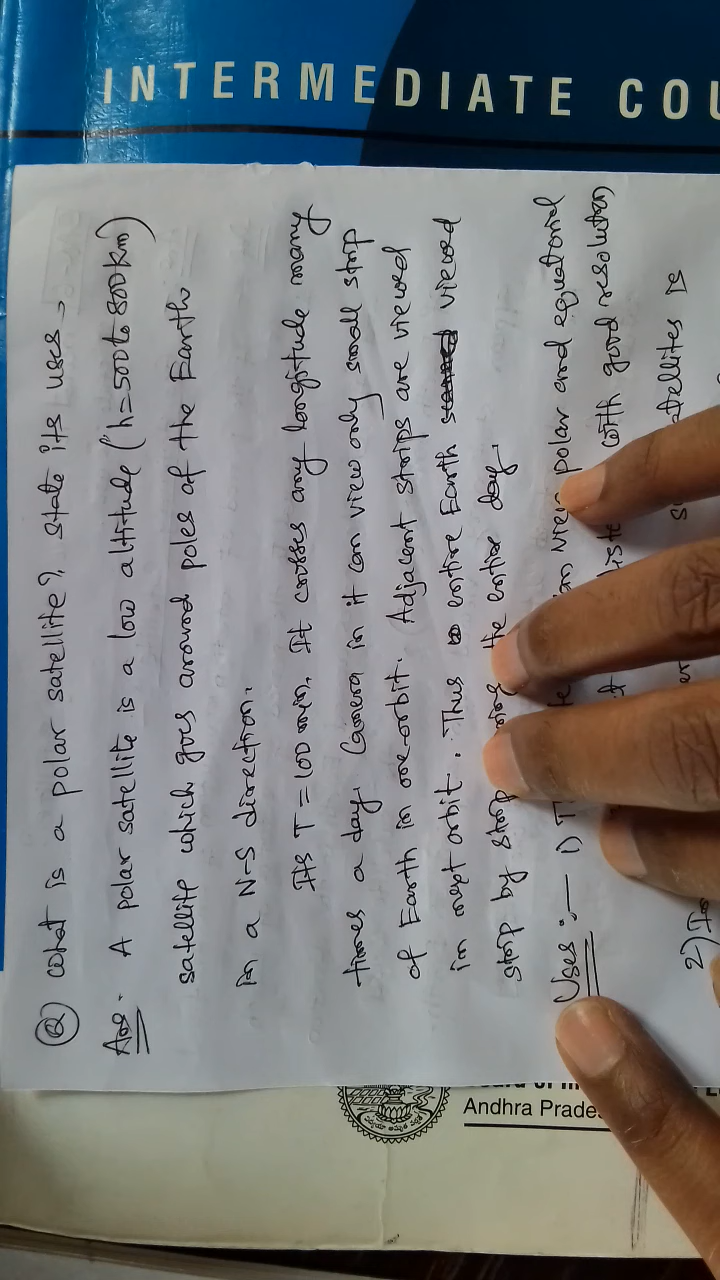 INTERMEDIATE COU
Q) What is a polar satellite? State its uses.
Ans. A polar satellite is a low altitude (h=500 to 800km)
satellite which goes around poles of the Earth
in a N-S direction.
Its T=100 min. It crosses any longitude many
times a day. Camera in it can view only small strip
of Earth in one orbit. Adjacent strips are viewed
in next orbit. Thus entire Earth viewed
strip by strip the entire day.
Uses :— 1) polar and equatorial
with good resolution
2)
atellites is
Andhra Prades